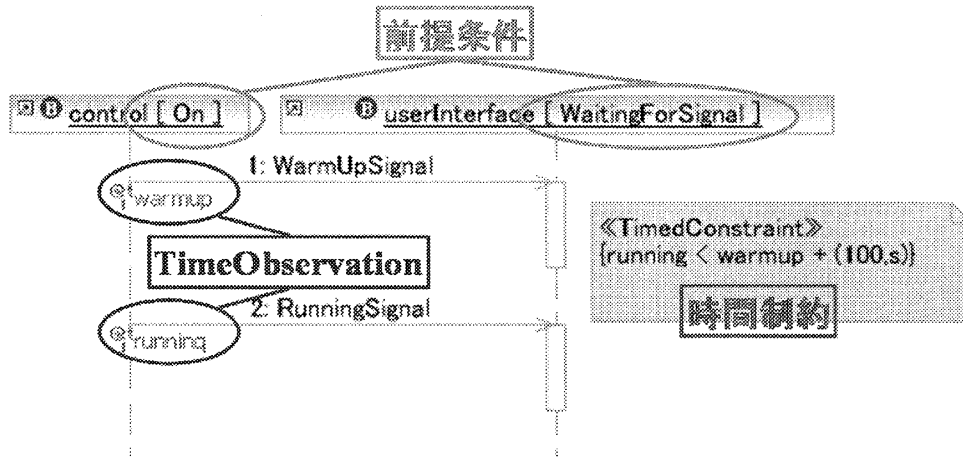 前提条件
B control [ On ]
B userInterface [ WaitingForSignal ]
1: WarmUpSignal
warmup
TimeObservation
2: RunningSignal
running
≪TimedConstraint≫
{running < warmup + (100,s)}
時間制約